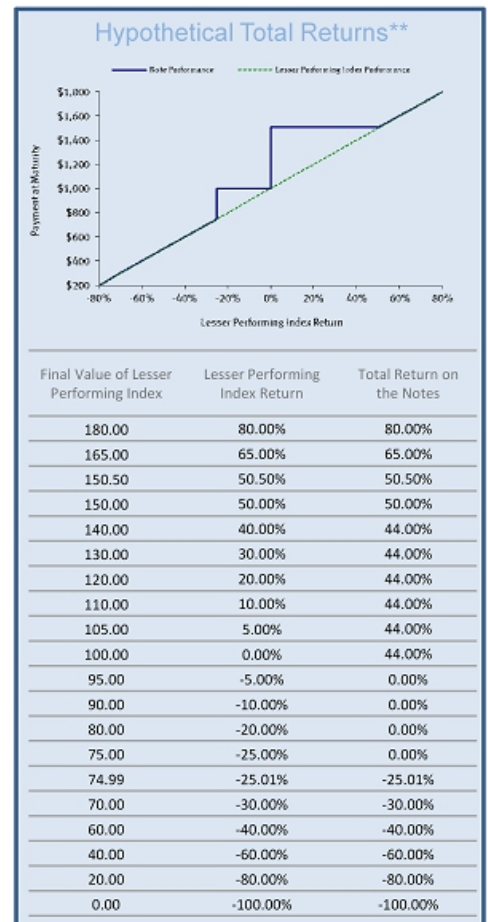 Hypothetical Total Returns**
Note Performance Lesser Performing Index Performance
Payment at Maturity
$1,800
$1,600
$1,400
$1,200
$1,000
$800
$600
$400
$200
-80% -60% -40% -20% 0% 20% 40% 60% 80%
Lesser Performing Index Return
Final Value of Lesser Performing Index Lesser Performing Index Return Total Return on the Notes
180.00 80.00% 80.00%
165.00 65.00% 65.00%
150.50 50.50% 50.50%
150.00 50.00% 50.00%
140.00 40.00% 44.00%
130.00 30.00% 44.00%
120.00 20.00% 44.00%
110.00 10.00% 44.00%
105.00 5.00% 44.00%
100.00 0.00% 44.00%
95.00 -5.00% 0.00%
90.00 -10.00% 0.00%
80.00 -20.00% 0.00%
75.00 -25.00% 0.00%
74.99 -25.01% -25.01%
70.00 -30.00% -30.00%
60.00 -40.00% -40.00%
40.00 -60.00% -60.00%
20.00 -80.00% -80.00%
0.00 -100.00% -100.00%